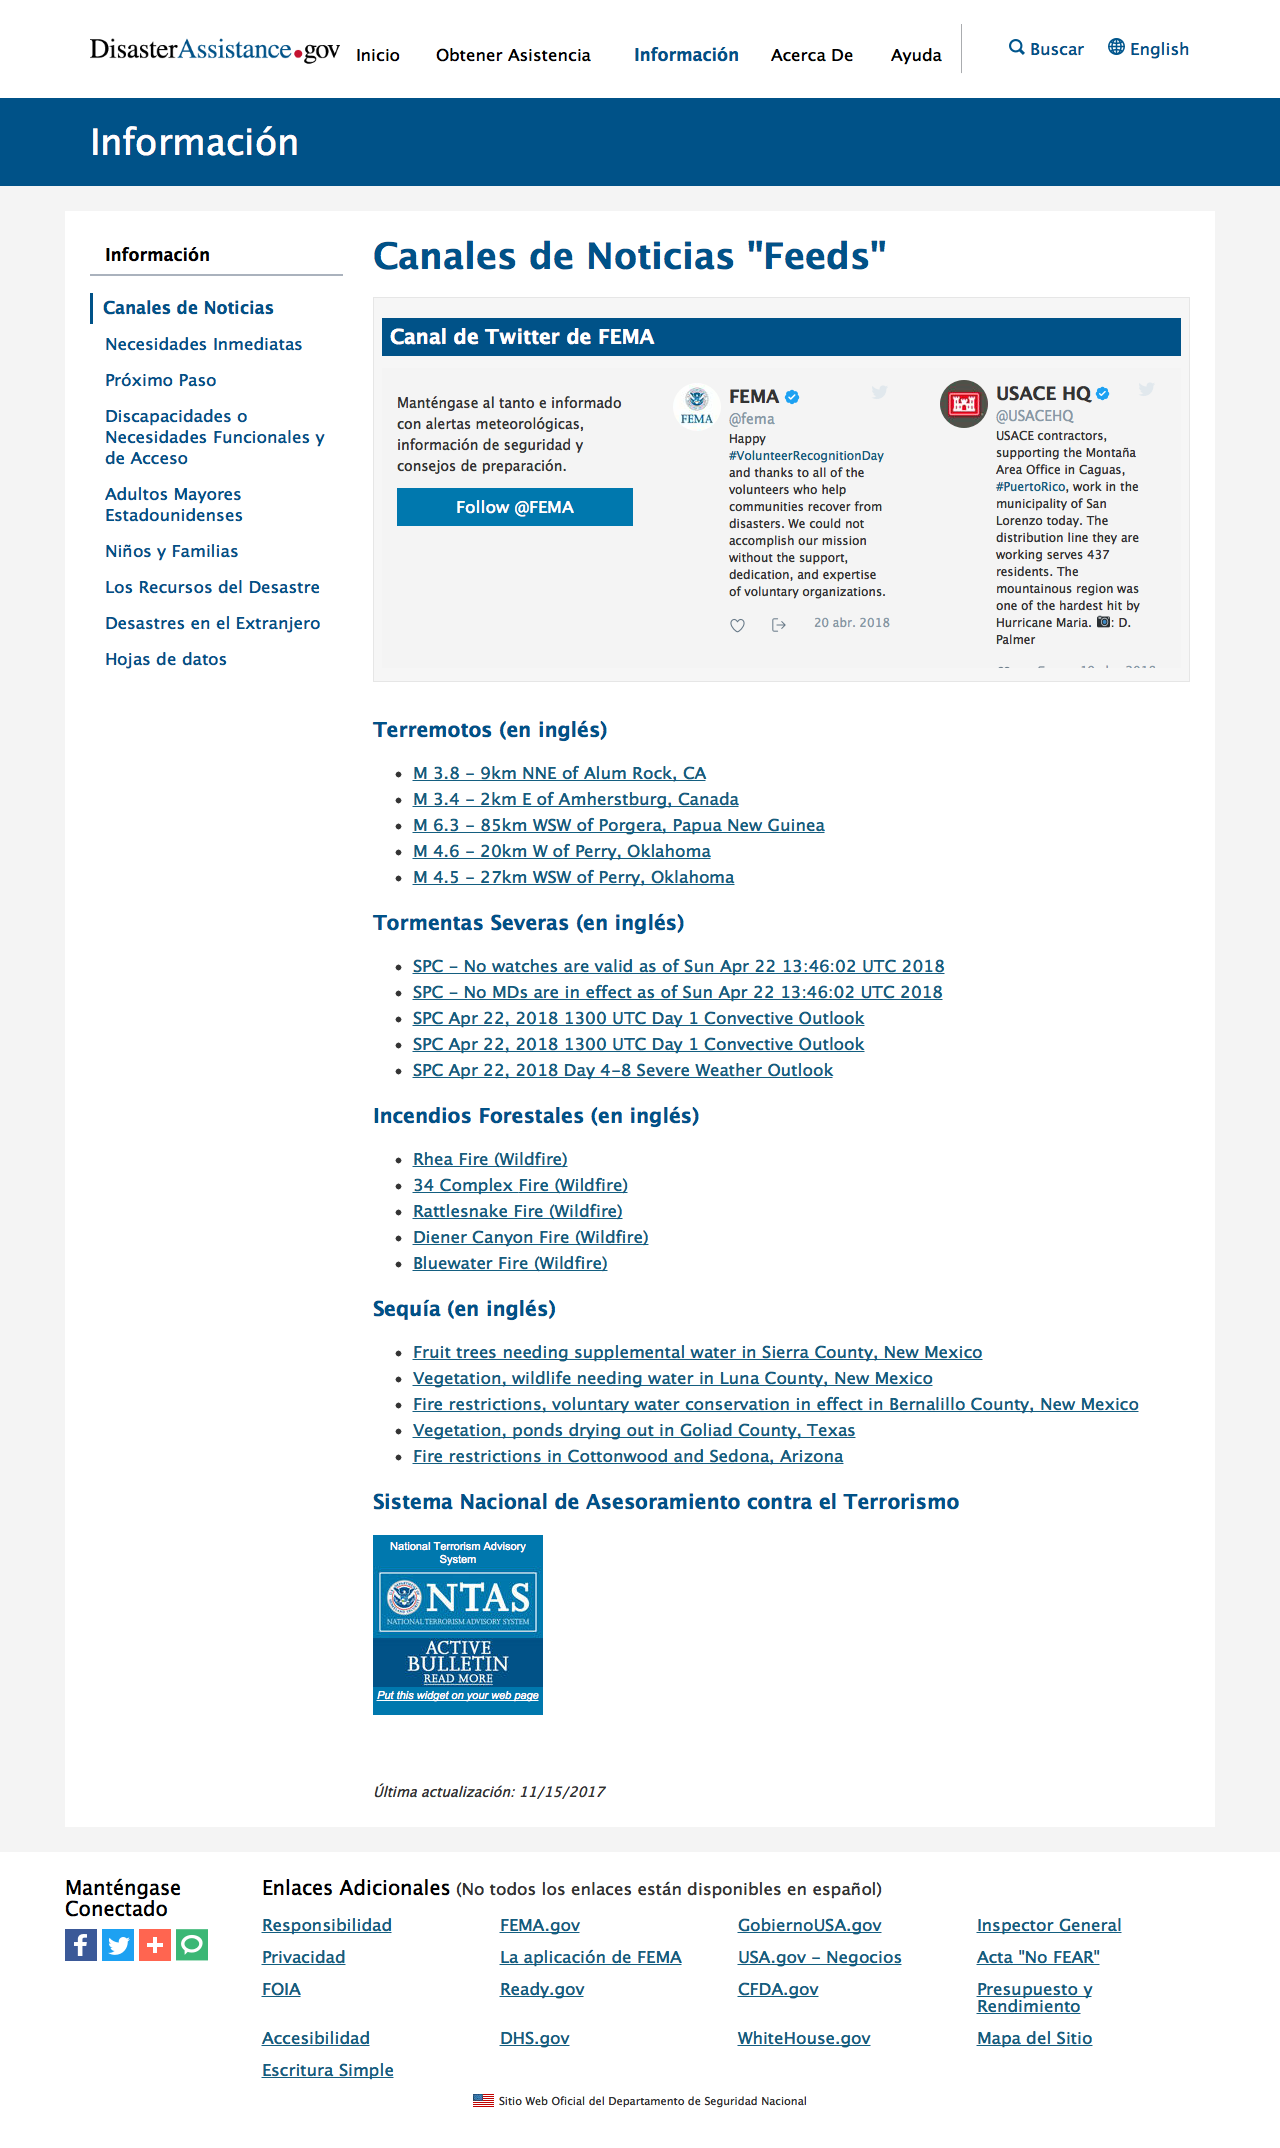 DisasterAssistance.gov
Inicio
Obtener Asistencia
Información
Acerca De
Ayuda
Buscar
English
Información
Información
Canales de Noticias
Necesidades Inmediatas
Próximo Paso
Discapacidades o
Necesidades Funcionales y
de Acceso
Adultos Mayores
Estadounidenses
Niños y Familias
Los Recursos del Desastre
Desastres en el Extranjero
Hojas de datos
Canales de Noticias "Feeds"
Canal de Twitter de FEMA
Manténgase al tanto e informado
con alertas meteorológicas,
información de seguridad y
consejos de preparación.
Follow @FEMA
FEMA
FEMA
@fema
Happy
#VolunteerRecognitionDay
and thanks to all of the
volunteers who help
communities recover from
disasters. We could not
accomplish our mission
without the support,
dedication, and expertise
of voluntary organizations.
20 abr. 2018
USACE HQ
@USACEHQ
USACE contractors,
supporting the Montaña
Area Office in Caguas,
#PuertoRico, work in the
municipality of San
Lorenzo today. The
distribution line they are
working serves 437
residents. The
mountainous region was
one of the hardest hit by
Hurricane Maria. 📷: D.
Palmer
Terremotos (en inglés)
M 3.8 - 9km NNE of Alum Rock, CA
M 3.4 - 2km E of Amherstburg, Canada
M 6.3 - 85km WSW of Porgera, Papua New Guinea
M 4.6 - 20km W of Perry, Oklahoma
M 4.5 - 27km WSW of Perry, Oklahoma
Tormentas Severas (en inglés)
SPC - No watches are valid as of Sun Apr 22 13:46:02 UTC 2018
SPC - No MDs are in effect as of Sun Apr 22 13:46:02 UTC 2018
SPC Apr 22, 2018 1300 UTC Day 1 Convective Outlook
SPC Apr 22, 2018 1300 UTC Day 1 Convective Outlook
SPC Apr 22, 2018 Day 4-8 Severe Weather Outlook
Incendios Forestales (en inglés)
Rhea Fire (Wildfire)
34 Complex Fire (Wildfire)
Rattlesnake Fire (Wildfire)
Diener Canyon Fire (Wildfire)
Bluewater Fire (Wildfire)
Sequía (en inglés)
Fruit trees needing supplemental water in Sierra County, New Mexico
Vegetation, wildlife needing water in Luna County, New Mexico
Fire restrictions, voluntary water conservation in effect in Bernalillo County, New Mexico
Vegetation, ponds drying out in Goliad County, Texas
Fire restrictions in Cottonwood and Sedona, Arizona
Sistema Nacional de Asesoramiento contra el Terrorismo
National Terrorism Advisory
System
NTAS
NATIONAL TERRORISM ADVISORY SYSTEM
ACTIVE
BULLETIN
READ MORE
Put this widget on your web page
Última actualización: 11/15/2017
Manténgase
Conectado
Enlaces Adicionales (No todos los enlaces están disponibles en español)
Responsibilidad
FEMA.gov
GobiernoUSA.gov
Inspector General
Privacidad
La aplicación de FEMA
USA.gov - Negocios
Acta "No FEAR"
FOIA
Ready.gov
CFDA.gov
Presupuesto y
Rendimiento
Accesibilidad
DHS.gov
WhiteHouse.gov
Mapa del Sitio
Escritura Simple
Sitio Web Oficial del Departamento de Seguridad Nacional